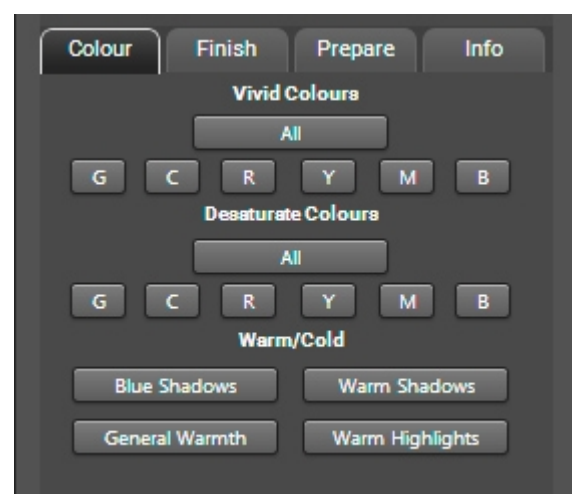 Colour Finish Prepare Info
Vivid Colours
All
G C R Y M B
Desaturate Colours
All
G C R Y M B
Warm/Cold
Blue Shadows Warm Shadows
General Warmth Warm Highlights